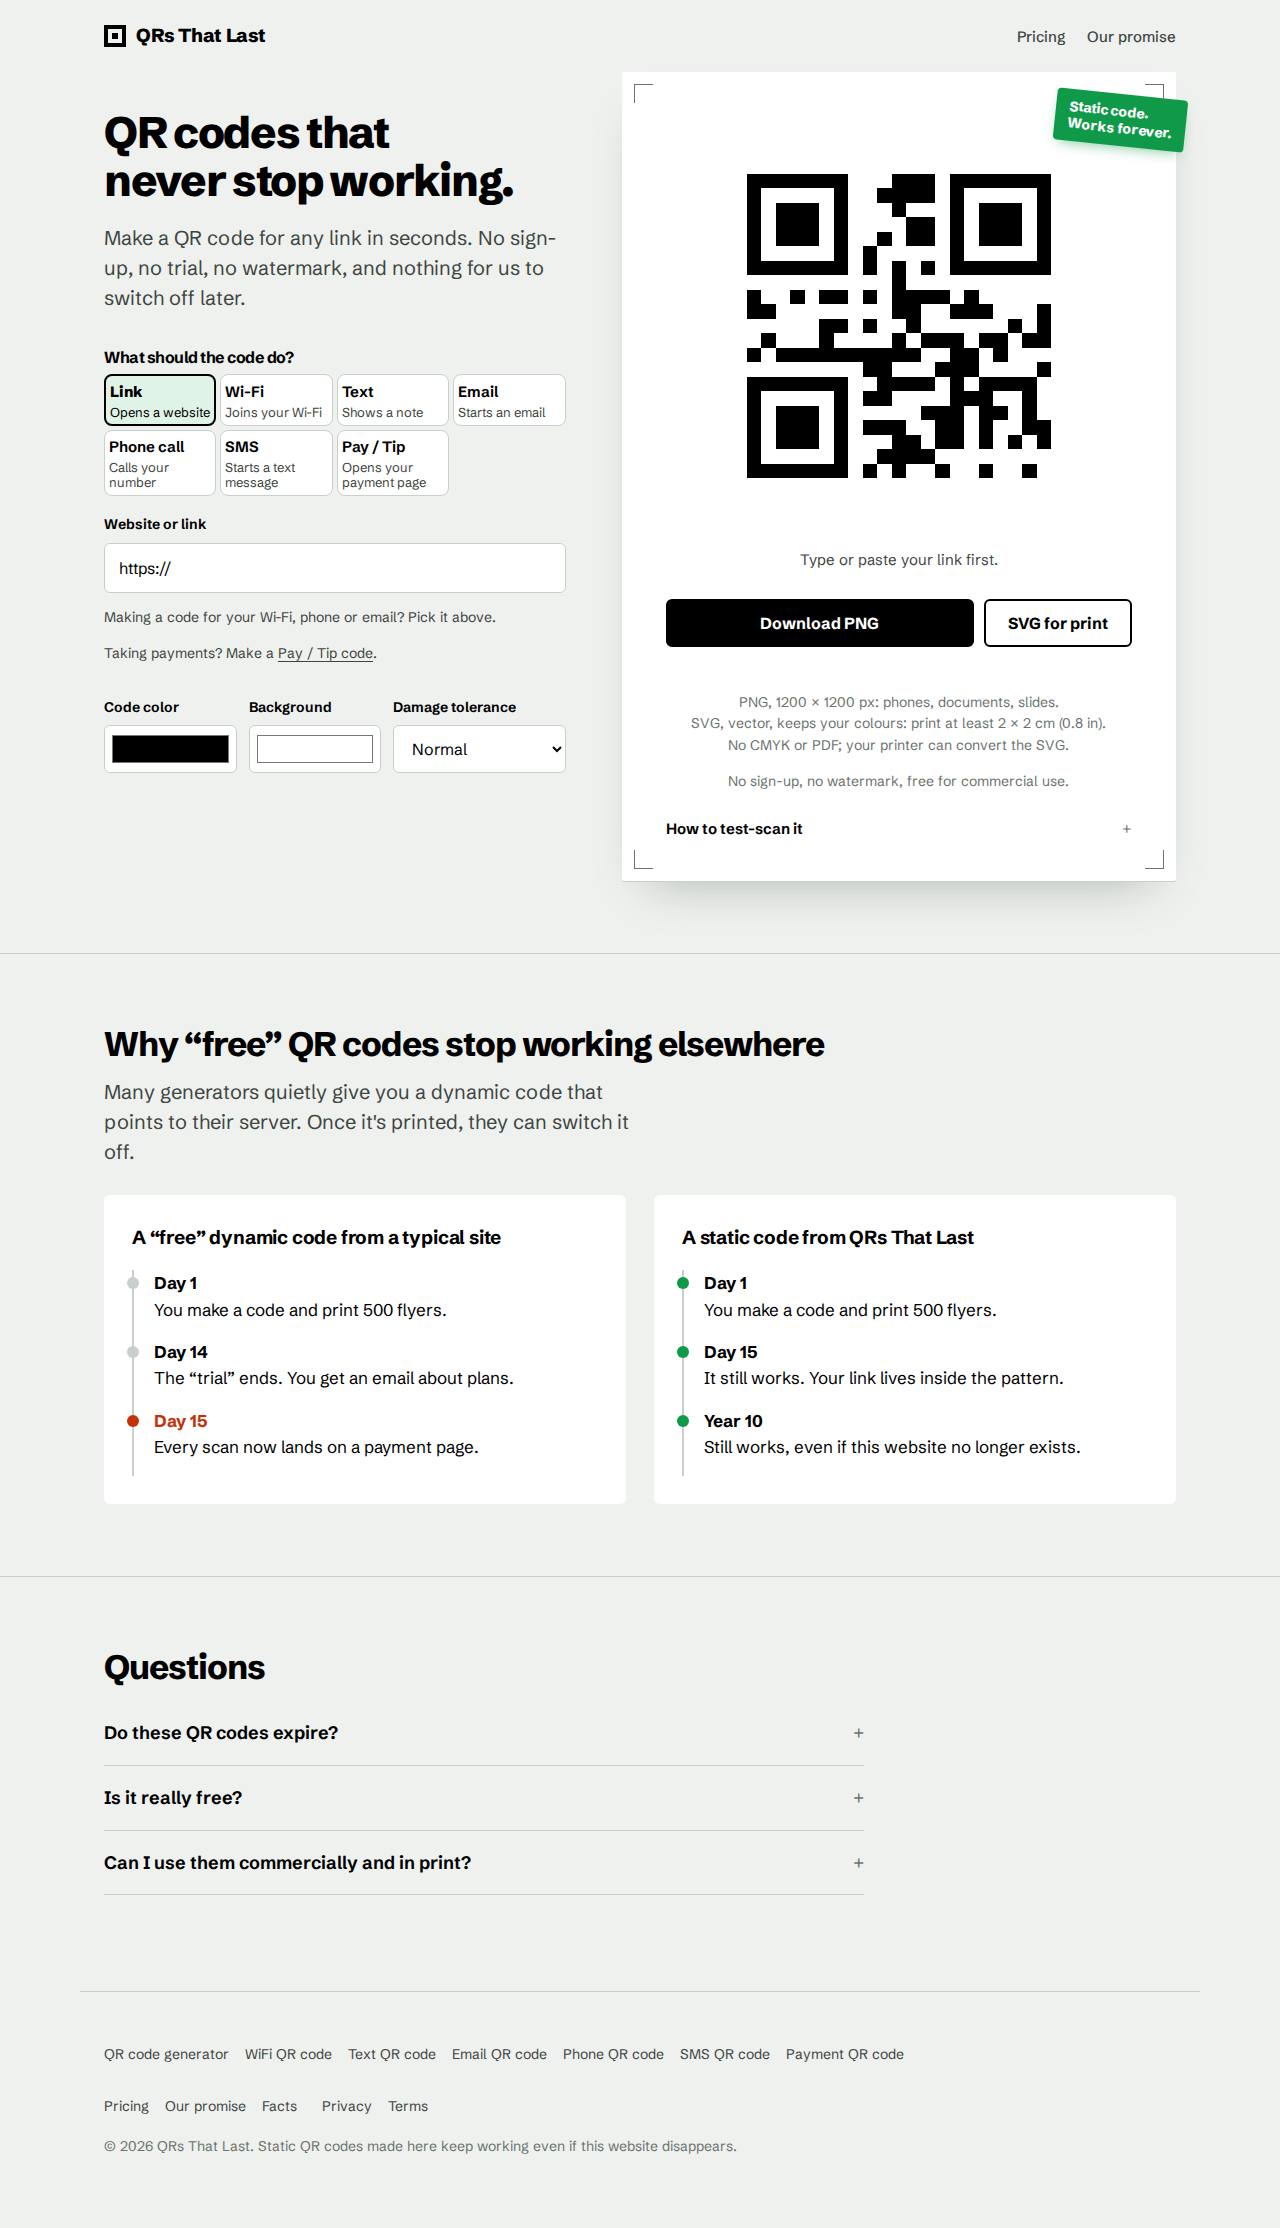 QRs That Last
Pricing Our promise
QR codes that
never stop working.
Make a QR code for any link in seconds. No sign-
up, no trial, no watermark, and nothing for us to
switch off later.
What should the code do?
Link
Opens a website
Wi-Fi
Joins your Wi-Fi
Text
Shows a note
Email
Starts an email
Phone call
Calls your
number
SMS
Starts a text
message
Pay / Tip
Opens your
payment page
Website or link
https://
Making a code for your Wi-Fi, phone or email? Pick it above.
Taking payments? Make a Pay / Tip code.
Code color
Background
Damage tolerance
Normal
Static code.
Works forever.
Type or paste your link first.
Download PNG
SVG for print
PNG, 1200 × 1200 px: phones, documents, slides.
SVG, vector, keeps your colours: print at least 2 × 2 cm (0.8 in).
No CMYK or PDF; your printer can convert the SVG.
No sign-up, no watermark, free for commercial use.
How to test-scan it +
Why “free” QR codes stop working elsewhere
Many generators quietly give you a dynamic code that
points to their server. Once it's printed, they can switch it
off.
A “free” dynamic code from a typical site
Day 1
You make a code and print 500 flyers.
Day 14
The “trial” ends. You get an email about plans.
Day 15
Every scan now lands on a payment page.
A static code from QRs That Last
Day 1
You make a code and print 500 flyers.
Day 15
It still works. Your link lives inside the pattern.
Year 10
Still works, even if this website no longer exists.
Questions
Do these QR codes expire? +
Is it really free? +
Can I use them commercially and in print? +
QR code generator WiFi QR code Text QR code Email QR code Phone QR code SMS QR code Payment QR code
Pricing Our promise Facts Privacy Terms
© 2026 QRs That Last. Static QR codes made here keep working even if this website disappears.